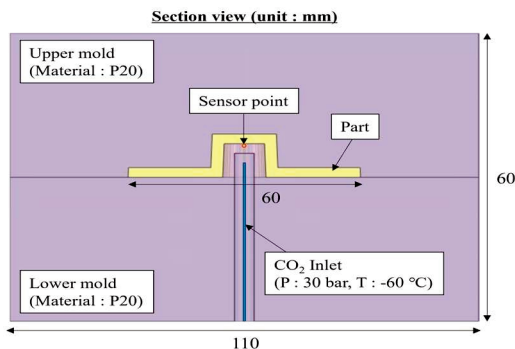 Section view (unit : mm)
Upper mold
(Material : P20)
Sensor point
Part
60
60
CO₂ Inlet
(P : 30 bar, T : -60 ℃)
Lower mold
(Material : P20)
110